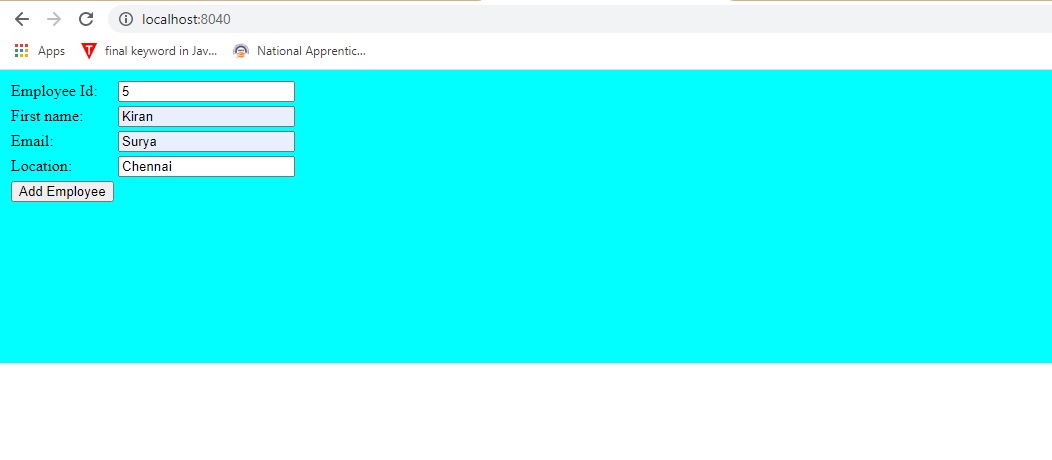 localhost:8040
Apps final keyword in Jav... National Apprentic...
Employee Id: 5
First name: Kiran
Email: Surya
Location: Chennai
Add Employee